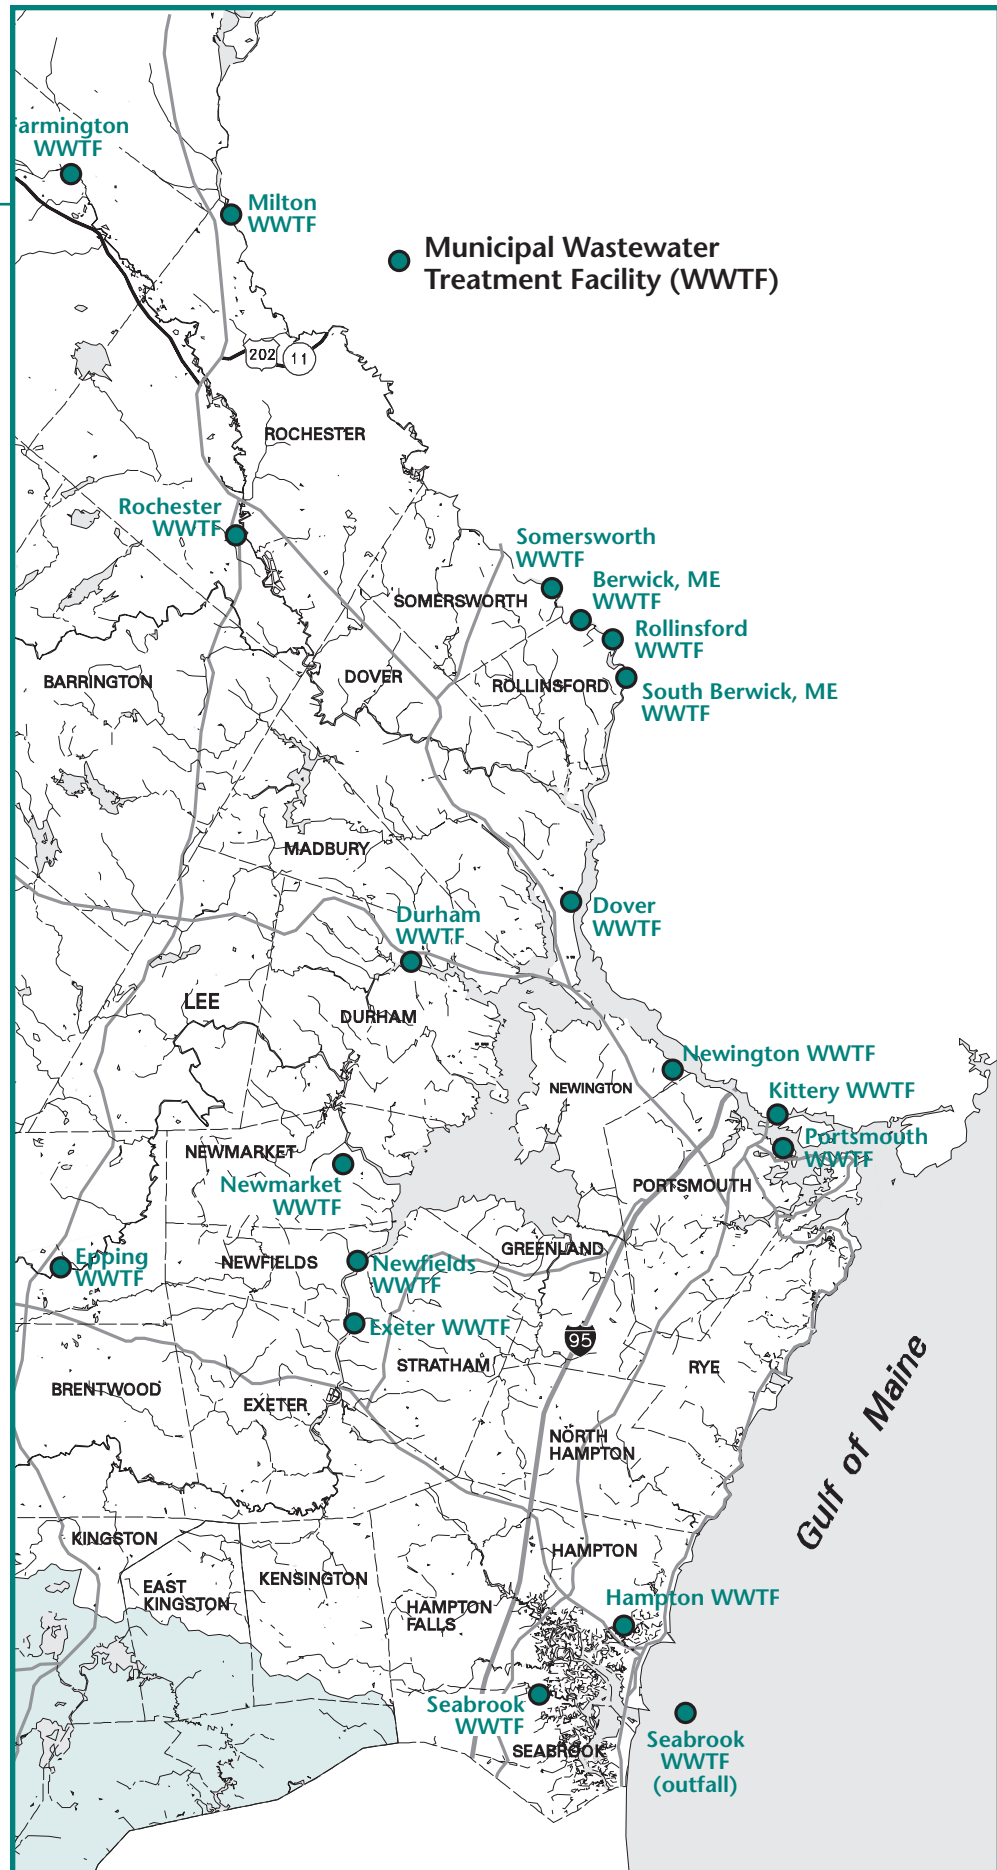 Farmington
WWTF
Milton
WWTF
Municipal Wastewater
Treatment Facility (WWTF)
202
11
ROCHESTER
Rochester
WWTF
Somersworth
WWTF
Berwick, ME
WWTF
SOMERSWORTH
Rollinsford
WWTF
BARRINGTON
DOVER
ROLLINSFORD
South Berwick, ME
WWTF
MADBURY
Durham
WWTF
Dover
WWTF
LEE
DURHAM
Newington WWTF
NEWINGTON
Kittery WWTF
Portsmouth
WWTF
NEWMARKET
Newmarket
WWTF
PORTSMOUTH
Epping
WWTF
NEWFIELDS
Newfields
WWTF
GREENLAND
Exeter WWTF
95
STRATHAM
RYE
BRENTWOOD
EXETER
Gulf of Maine
NORTH
HAMPTON
KINGSTON
HAMPTON
EAST
KINGSTON
KENSINGTON
HAMPTON
FALLS
Hampton WWTF
Seabrook
WWTF
SEABROOK
Seabrook
WWTF
(outfall)